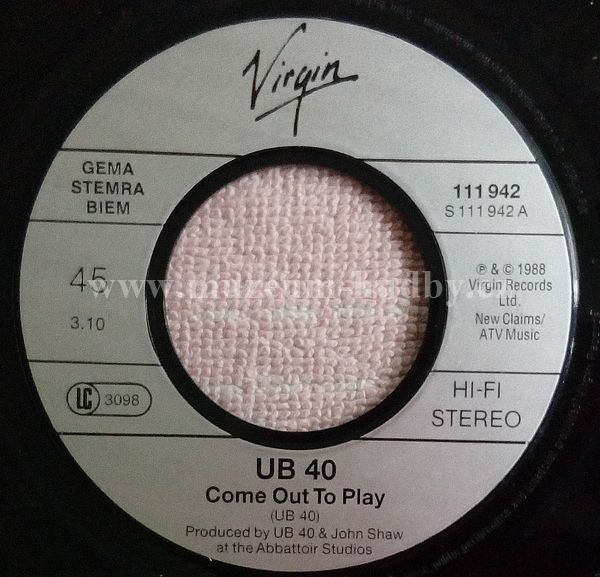 Virgin
GEMA
STEMRA
BIEM
111 942
S 111 942 A
45
3.10
℗ & © 1988
Virgin Records
Ltd.
New Claims/
ATV Music
LC 3098
HI-FI
STEREO
UB 40
Come Out To Play
(UB 40)
Produced by UB 40 & John Shaw
at the Abbattoir Studios